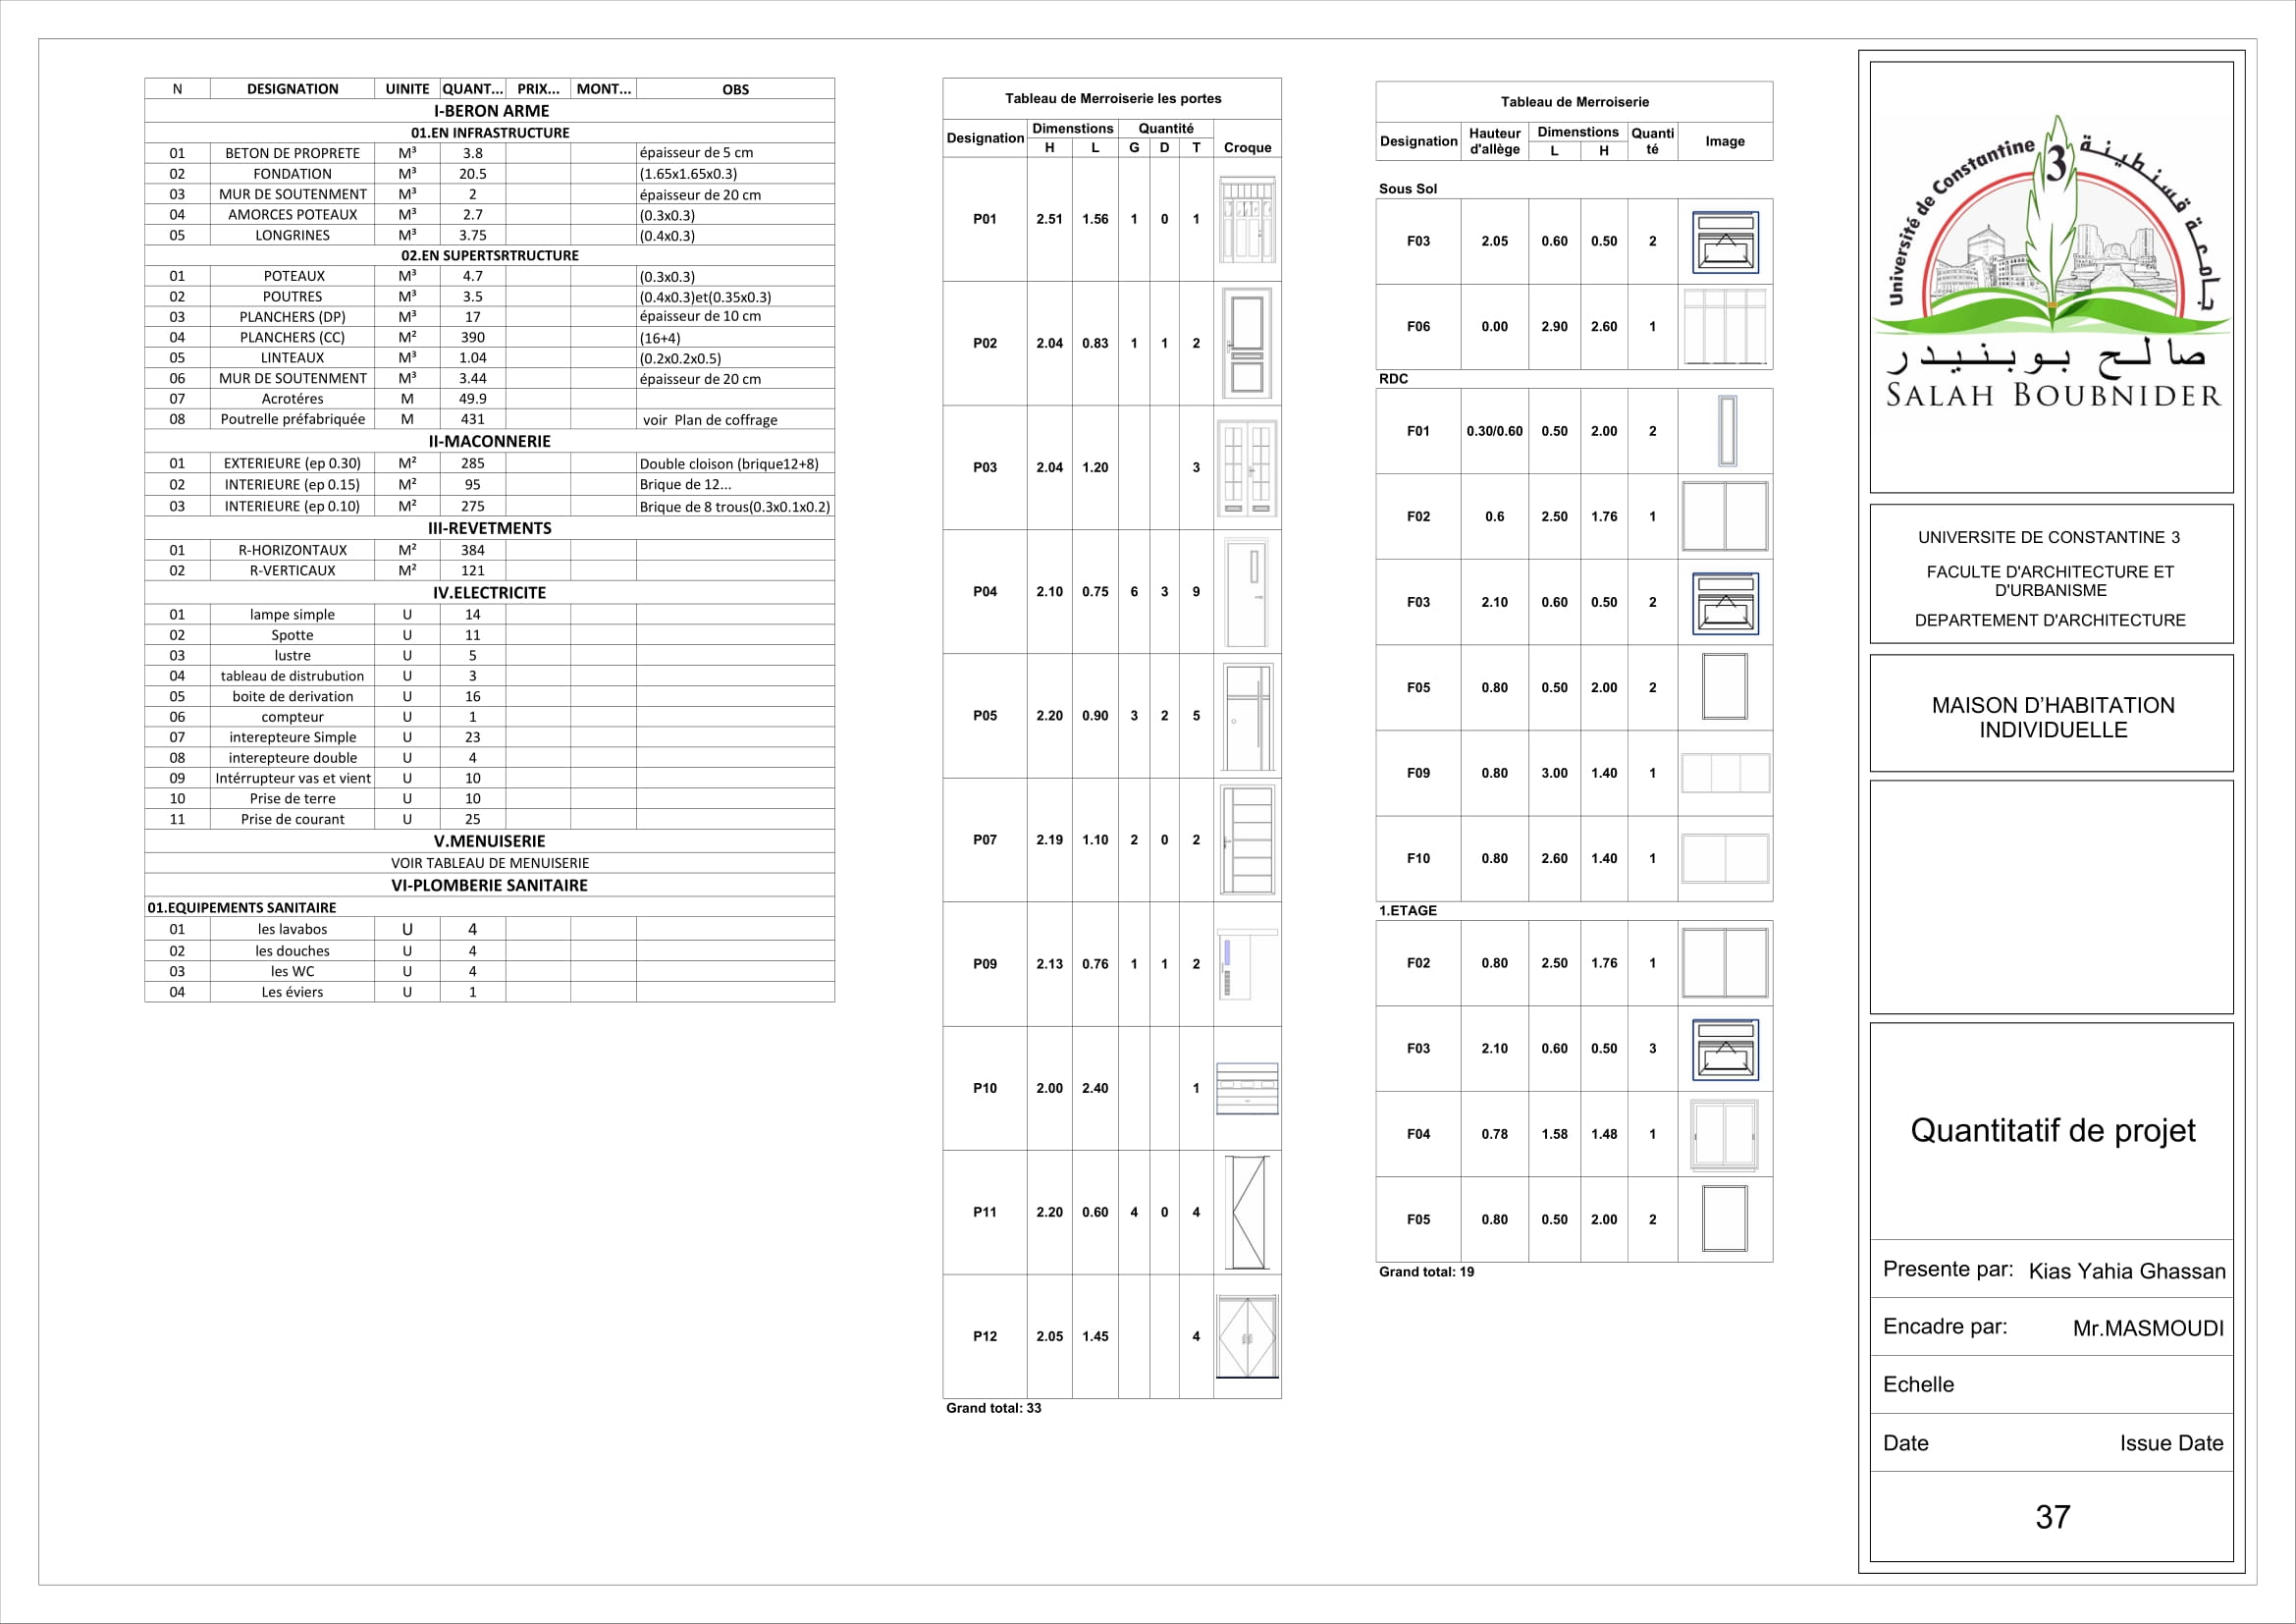 N DESIGNATION UINITE QUANT... PRIX... MONT... OBS
I-BERON ARME
01.EN INFRASTRUCTURE
01 BETON DE PROPRETE M³ 3.8 épaisseur de 5 cm
02 FONDATION M³ 20.5 (1.65x1.65x0.3)
03 MUR DE SOUTENMENT M³ 2 épaisseur de 20 cm
04 AMORCES POTEAUX M³ 2.7 (0.3x0.3)
05 LONGRINES M³ 3.75 (0.4x0.3)
02.EN SUPERTSRTRUCTURE
01 POTEAUX M³ 4.7 (0.3x0.3)
02 POUTRES M³ 3.5 (0.4x0.3)et(0.35x0.3)
03 PLANCHERS (DP) M³ 17 épaisseur de 10 cm
04 PLANCHERS (CC) M² 390 (16+4)
05 LINTEAUX M³ 1.04 (0.2x0.2x0.5)
06 MUR DE SOUTENMENT M³ 3.44 épaisseur de 20 cm
07 Acrotéres M 49.9
08 Poutrelle préfabriquée M 431 voir Plan de coffrage
II-MACONNERIE
01 EXTERIEURE (ep 0.30) M² 285 Double cloison (brique12+8)
02 INTERIEURE (ep 0.15) M² 95 Brique de 12...
03 INTERIEURE (ep 0.10) M² 275 Brique de 8 trous(0.3x0.1x0.2)
III-REVETMENTS
01 R-HORIZONTAUX M² 384
02 R-VERTICAUX M² 121
IV.ELECTRICITE
01 lampe simple U 14
02 Spotte U 11
03 lustre U 5
04 tableau de distrubution U 3
05 boite de derivation U 16
06 compteur U 1
07 interepteure Simple U 23
08 interepteure double U 4
09 Intérrupteur vas et vient U 10
10 Prise de terre U 10
11 Prise de courant U 25
V.MENUISERIE
VOIR TABLEAU DE MENUISERIE
VI-PLOMBERIE SANITAIRE
01.EQUIPEMENTS SANITAIRE
01 les lavabos U 4
02 les douches U 4
03 les WC U 4
04 Les éviers U 1
Tableau de Merroiserie les portes
Designation Dimenstions Quantité Croque
H L G D T
P01 2.51 1.56 1 0 1
P02 2.04 0.83 1 1 2
P03 2.04 1.20 3
P04 2.10 0.75 6 3 9
P05 2.20 0.90 3 2 5
P07 2.19 1.10 2 0 2
P09 2.13 0.76 1 1 2
P10 2.00 2.40 1
P11 2.20 0.60 4 0 4
P12 2.05 1.45 4
Grand total: 33
Tableau de Merroiserie
Designation Hauteur d'allège Dimenstions Quanti té Image
L H
Sous Sol
F03 2.05 0.60 0.50 2
F06 0.00 2.90 2.60 1
RDC
F01 0.30/0.60 0.50 2.00 2
F02 0.6 2.50 1.76 1
F03 2.10 0.60 0.50 2
F05 0.80 0.50 2.00 2
F09 0.80 3.00 1.40 1
F10 0.80 2.60 1.40 1
1.ETAGE
F02 0.80 2.50 1.76 1
F03 2.10 0.60 0.50 3
F04 0.78 1.58 1.48 1
F05 0.80 0.50 2.00 2
Grand total: 19
Université de Constantine 3 جامعة قسنطينة
صالح بوبنيدر
SALAH BOUBNIDER
UNIVERSITE DE CONSTANTINE 3
FACULTE D'ARCHITECTURE ET
D'URBANISME
DEPARTEMENT D'ARCHITECTURE
MAISON D'HABITATION
INDIVIDUELLE
Quantitatif de projet
Presente par: Kias Yahia Ghassan
Encadre par: Mr.MASMOUDI
Echelle
Date Issue Date
37